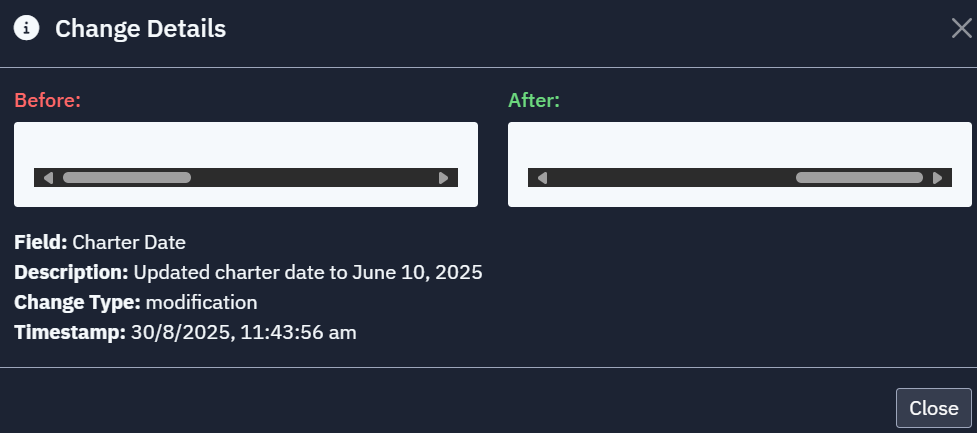 Change Details
Before:
After:
Field: Charter Date
Description: Updated charter date to June 10, 2025
Change Type: modification
Timestamp: 30/8/2025, 11:43:56 am
Close